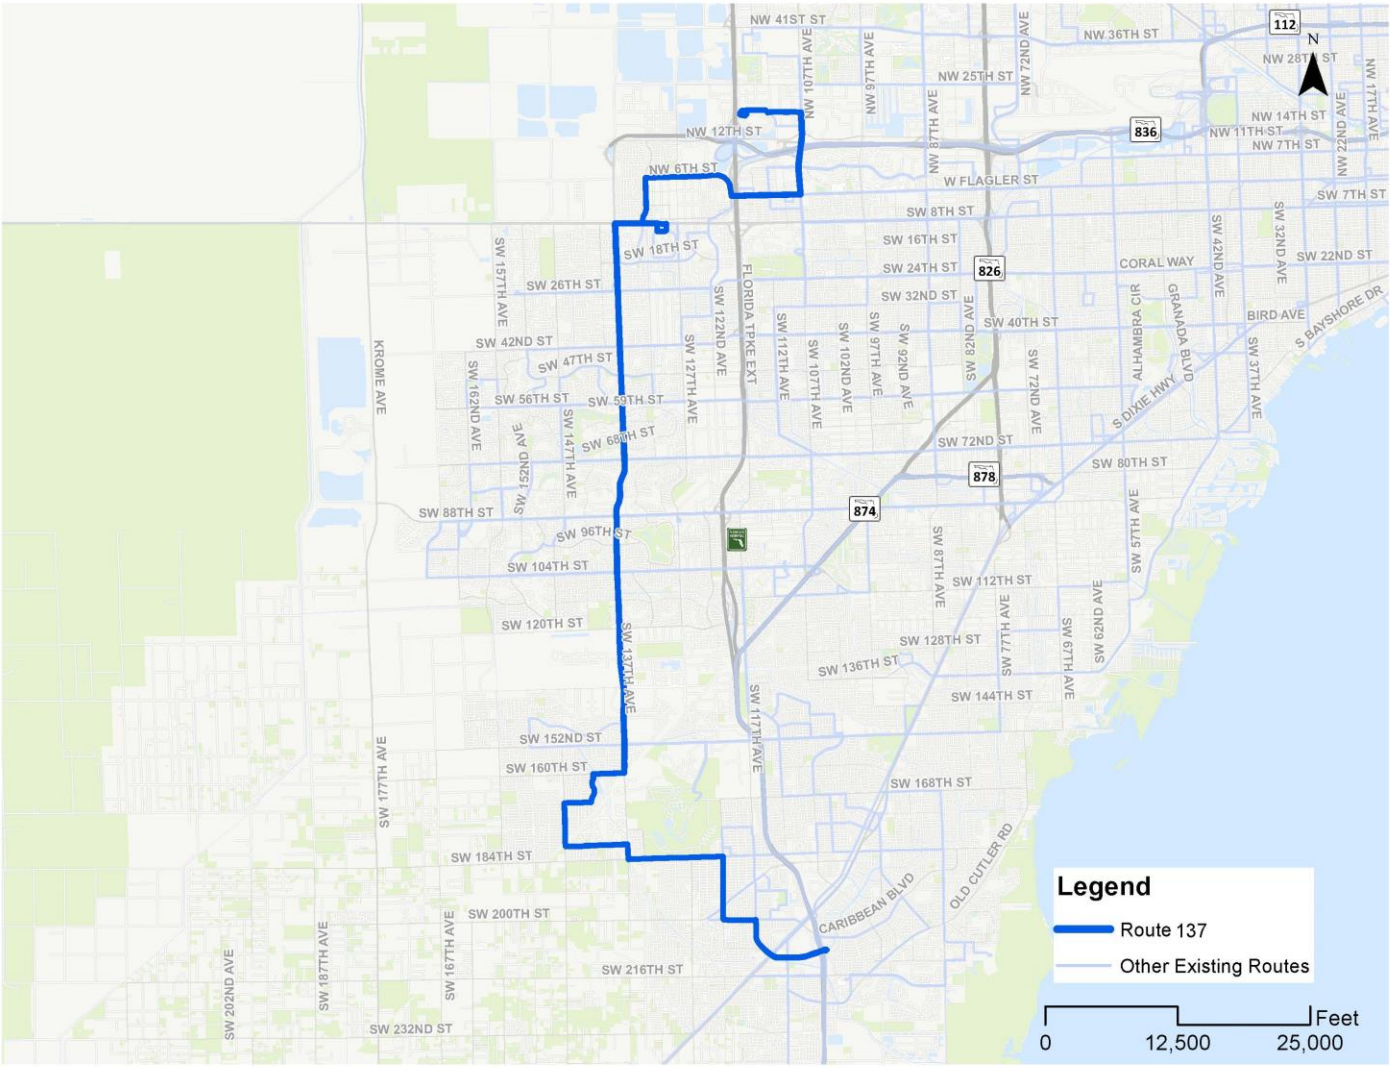 NW 41ST ST
NW 36TH ST
112
N
NW 28TH ST
NW 107TH AVE
NW 97TH AVE
NW 72ND AVE
NW 17TH AVE
NW 25TH ST
NW 87TH AVE
NW 22ND AVE
NW 12TH ST
836
NW 14TH ST
NW 11TH ST
NW 7TH ST
NW 6TH ST
W FLAGLER ST
SW 7TH ST
SW 8TH ST
SW 157TH AVE
SW 18TH ST
SW 16TH ST
SW 42ND AVE
SW 32ND AVE
SW 22ND ST
FLORIDA TPKE EXT
SW 24TH ST
826
CORAL WAY
SW 26TH ST
SW 122ND AVE
SW 32ND ST
SW 82ND AVE
ALHAMBRA CIR
GRANADA BLVD
S BAYSHORE DR
SW 42ND ST
KROME AVE
SW 127TH AVE
SW 112TH AVE
SW 107TH AVE
SW 102ND AVE
SW 97TH AVE
SW 92ND AVE
SW 40TH ST
BIRD AVE
SW 47TH ST
SW 162ND AVE
SW 72ND AVE
SW 37TH AVE
SW 56TH ST
SW 59TH ST
S DIXIE HWY
SW 152ND AVE
SW 147TH AVE
SW 68TH ST
SW 72ND ST
SW 80TH ST
878
SW 88TH ST
874
SW 57TH AVE
SW 96TH ST
SW 87TH AVE
SW 104TH ST
SW 112TH ST
SW 77TH AVE
SW 67TH AVE
SW 62ND AVE
SW 120TH ST
SW 137TH AVE
SW 128TH ST
SW 136TH ST
SW 144TH ST
SW 117TH AVE
SW 152ND ST
SW 177TH AVE
SW 160TH ST
SW 168TH ST
SW 184TH ST
OLD CUTLER RD
CARIBBEAN BLVD
SW 200TH ST
SW 202ND AVE
SW 187TH AVE
SW 167TH AVE
SW 216TH ST
SW 232ND ST
Legend
Route 137
Other Existing Routes
Feet
0 12,500 25,000